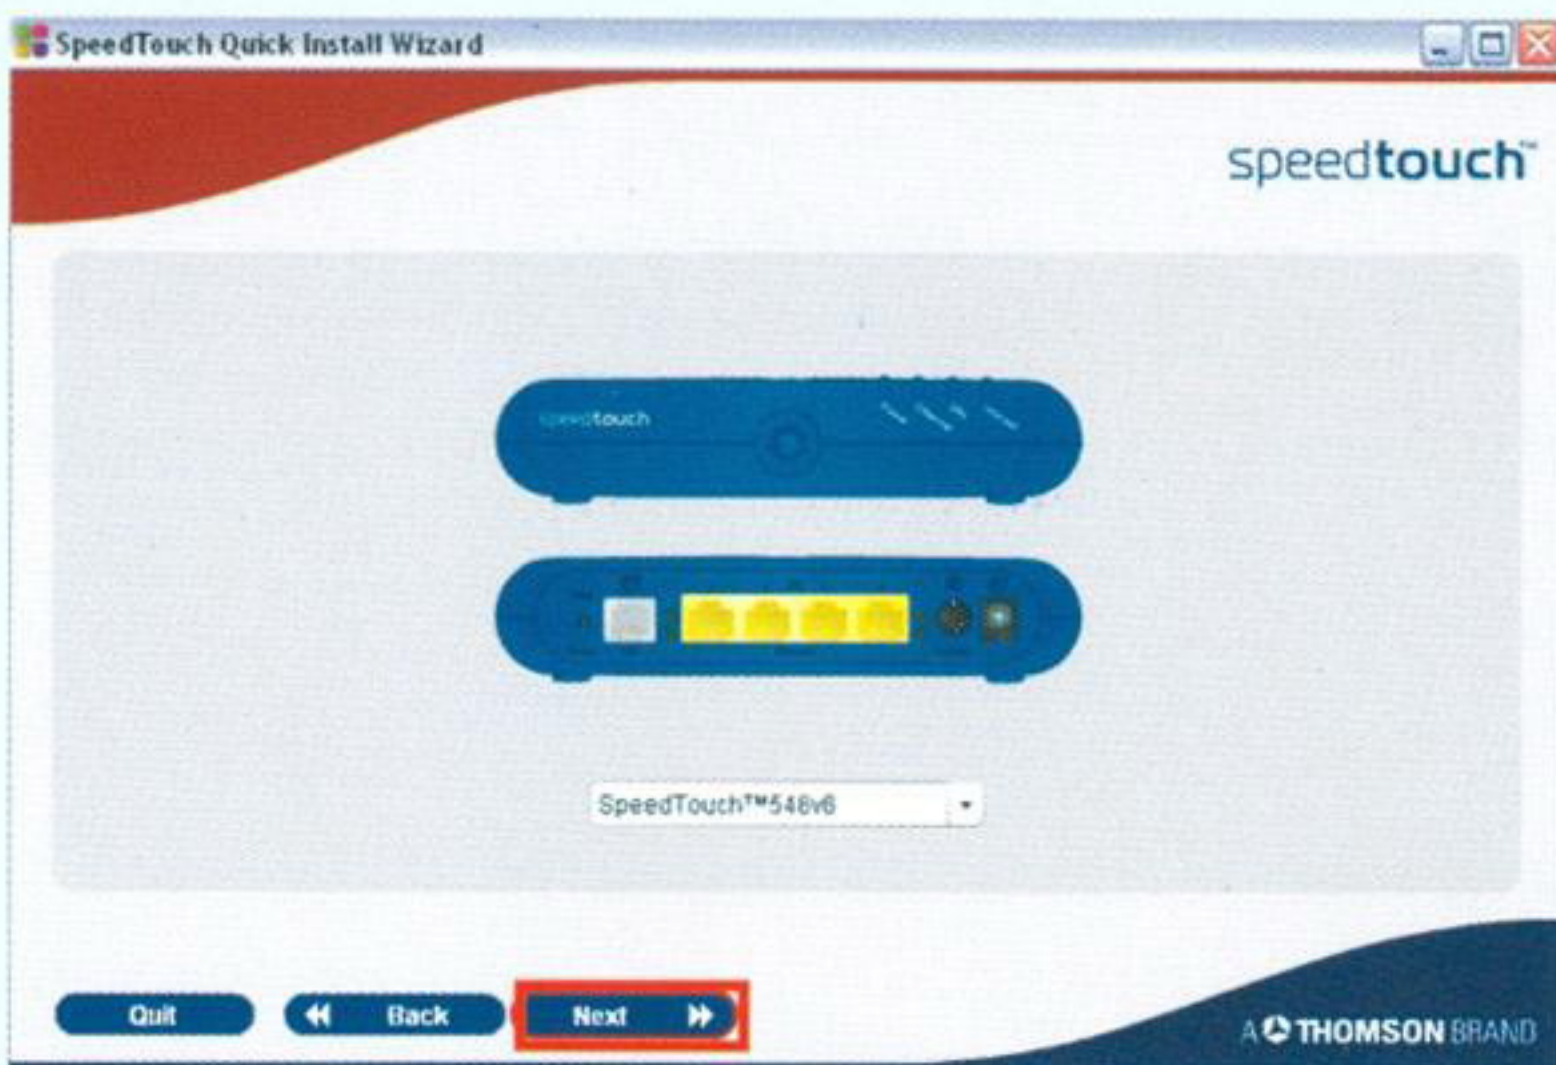 SpeedTouch Quick Install Wizard
speedtouch™
speedtouch
SpeedTouch™546v6
Quit
Back
Next
A THOMSON BRAND